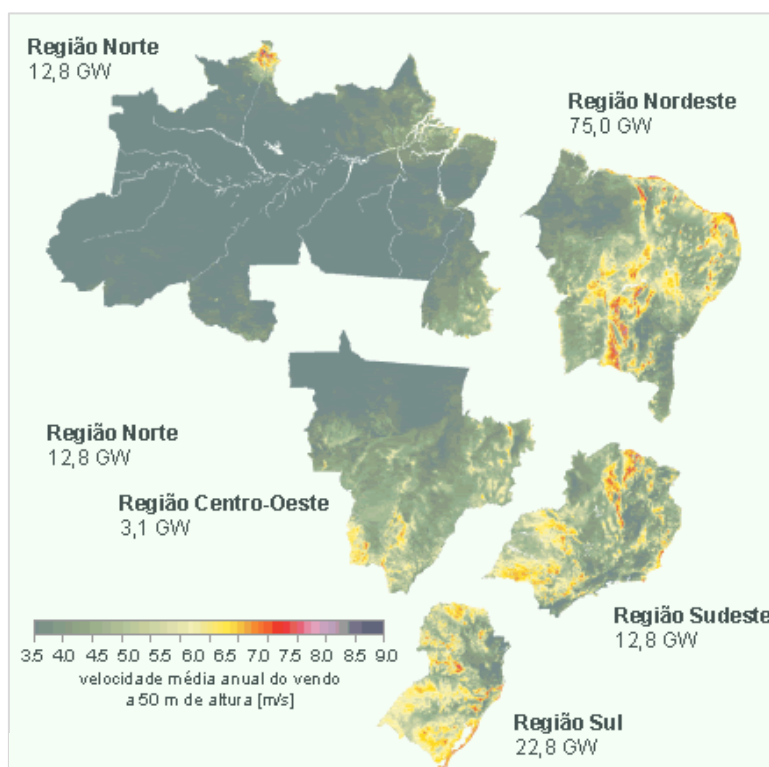 Região Norte
12,8 GW
Região Nordeste
75,0 GW
Região Norte
12,8 GW
Região Centro-Oeste
3,1 GW
Região Sudeste
12,8 GW
3.5 4.0 4.5 5.0 5.5 6.0 6.5 7.0 7.5 8.0 8.5 9.0
velocidade média anual do vendo
a 50 m de altura [m/s]
Região Sul
22,8 GW